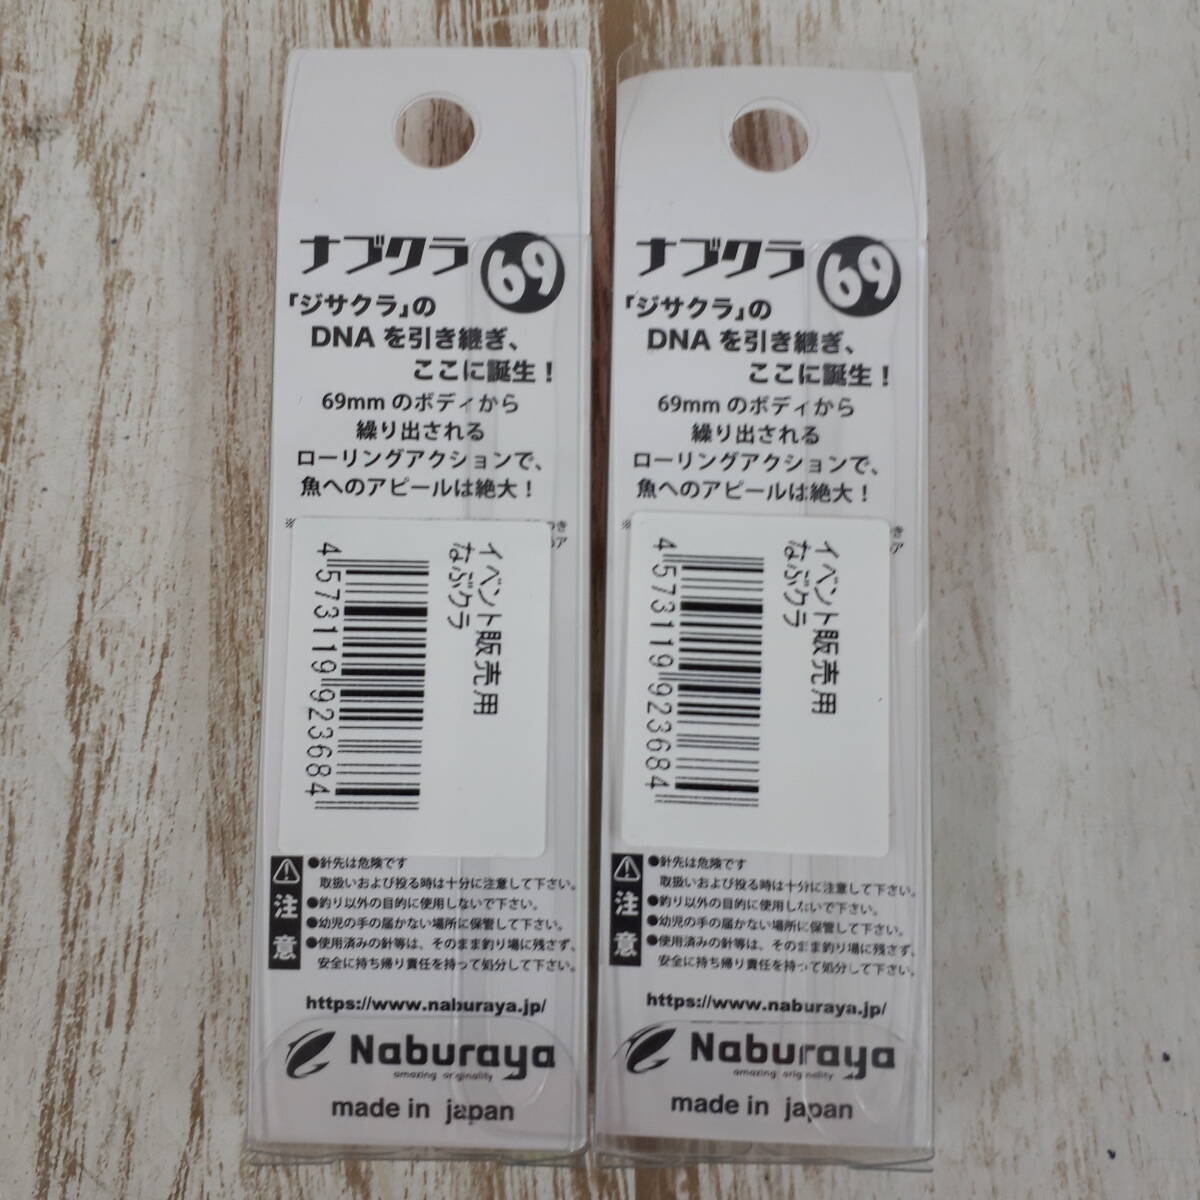 ナブクラ 69
「ジサクラ」の
DNA を引き継ぎ、
ここに誕生！
69mm のボディから
繰り出される
ローリングアクションで、
魚へのアピールは絶大！
※
イベント販売用
なぶクラ
4573119923684
注意
●針先は危険です
取扱いおよび投る時は十分に注意して下さい。
●釣り以外の目的に使用しないで下さい。
●幼児の手の届かない場所に保管して下さい。
●使用済みの針等は、そのまま釣り場に残さず、
安全に持ち帰り責任を持って処分して下さい。
https://www.naburaya.jp/
Naburaya
amazing originality
made in japan
ナブクラ 69
「ジサクラ」の
DNA を引き継ぎ、
ここに誕生！
69mm のボディから
繰り出される
ローリングアクションで、
魚へのアピールは絶大！
※
イベント販売用
なぶクラ
4573119923684
注意
●針先は危険です
取扱いおよび投る時は十分に注意して下さい。
●釣り以外の目的に使用しないで下さい。
●幼児の手の届かない場所に保管して下さい。
●使用済みの針等は、そのまま釣り場に残さず、
安全に持ち帰り責任を持って処分して下さい。
https://www.naburaya.jp/
Naburaya
amazing originality
made in japan